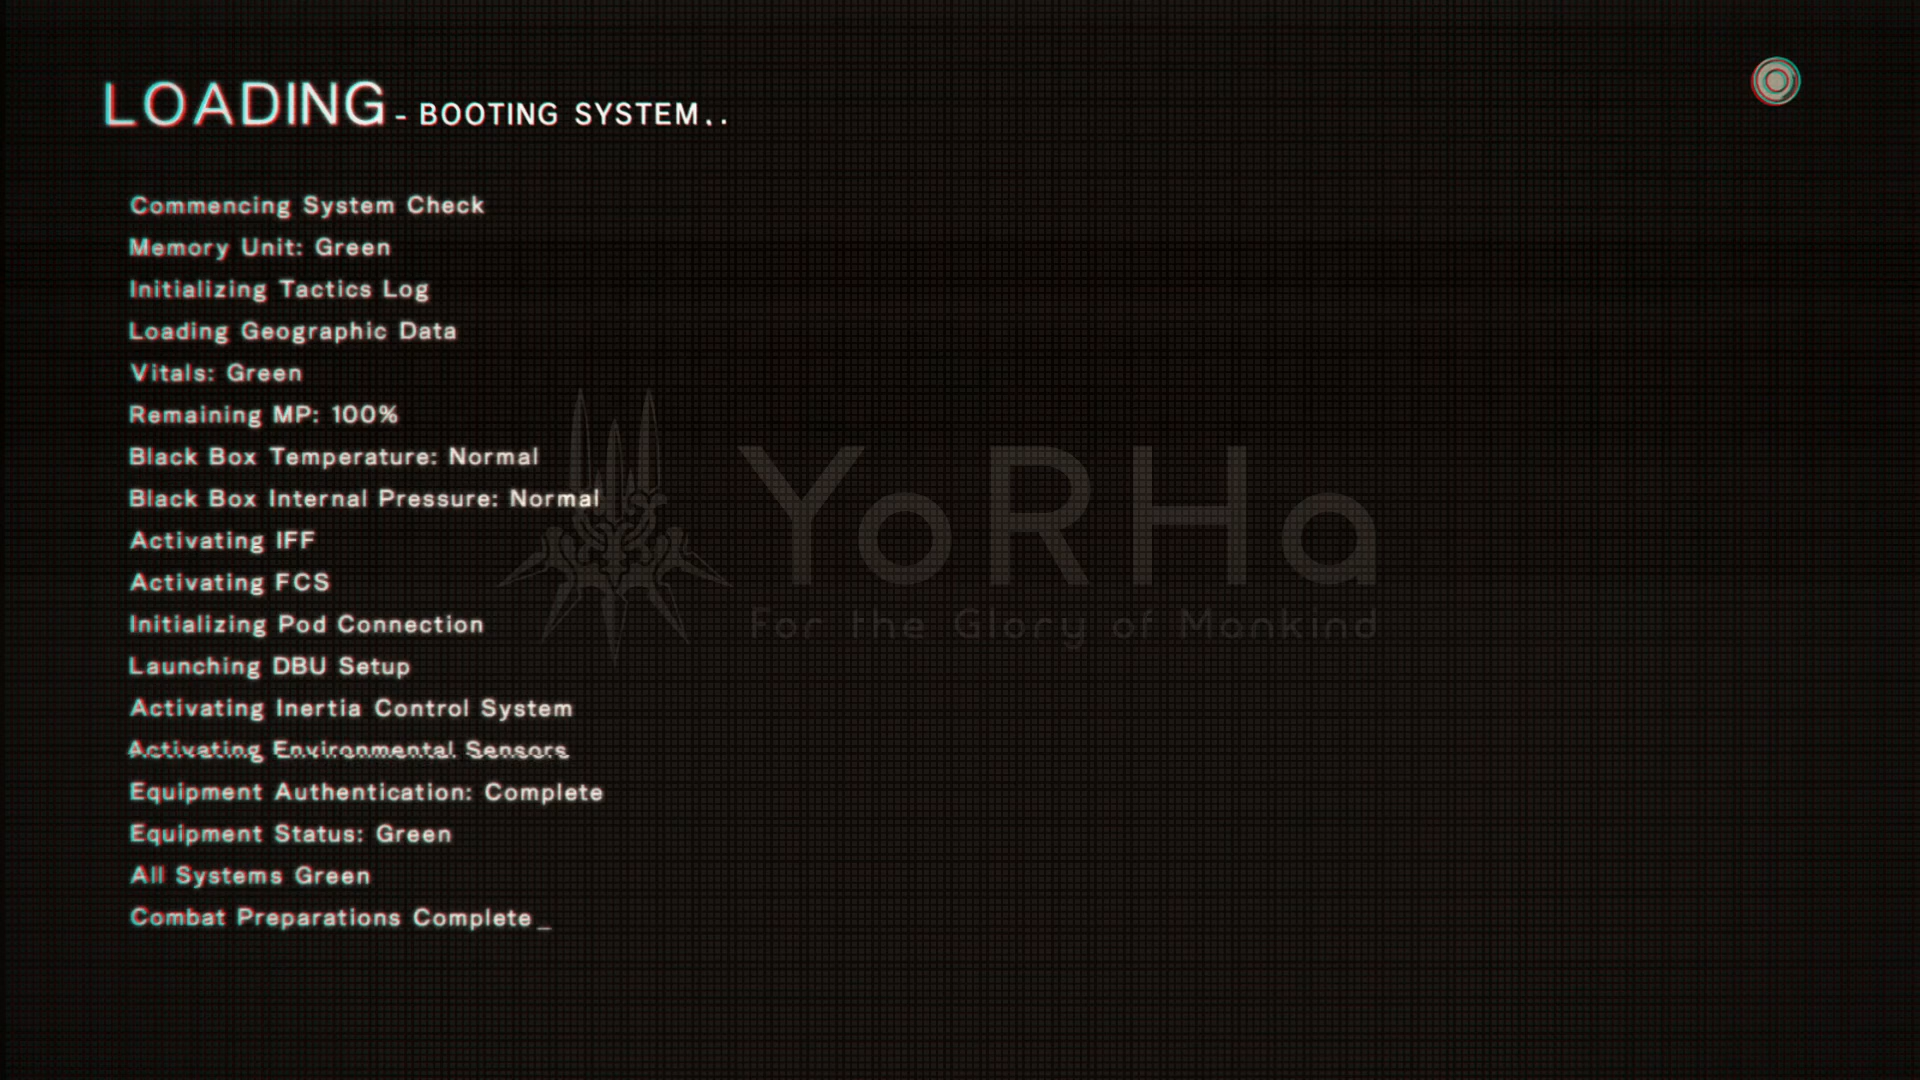 LOADING - BOOTING SYSTEM..
Commencing System Check
Memory Unit: Green
Initializing Tactics Log
Loading Geographic Data
Vitals: Green
Remaining MP: 100%
Black Box Temperature: Normal
Black Box Internal Pressure: Normal
Activating IFF
Activating FCS
Initializing Pod Connection
Launching DBU Setup
Activating Inertia Control System
Activating Environmental Sensors
Equipment Authentication: Complete
Equipment Status: Green
All Systems Green
Combat Preparations Complete_
YoRHa
For the Glory of Mankind